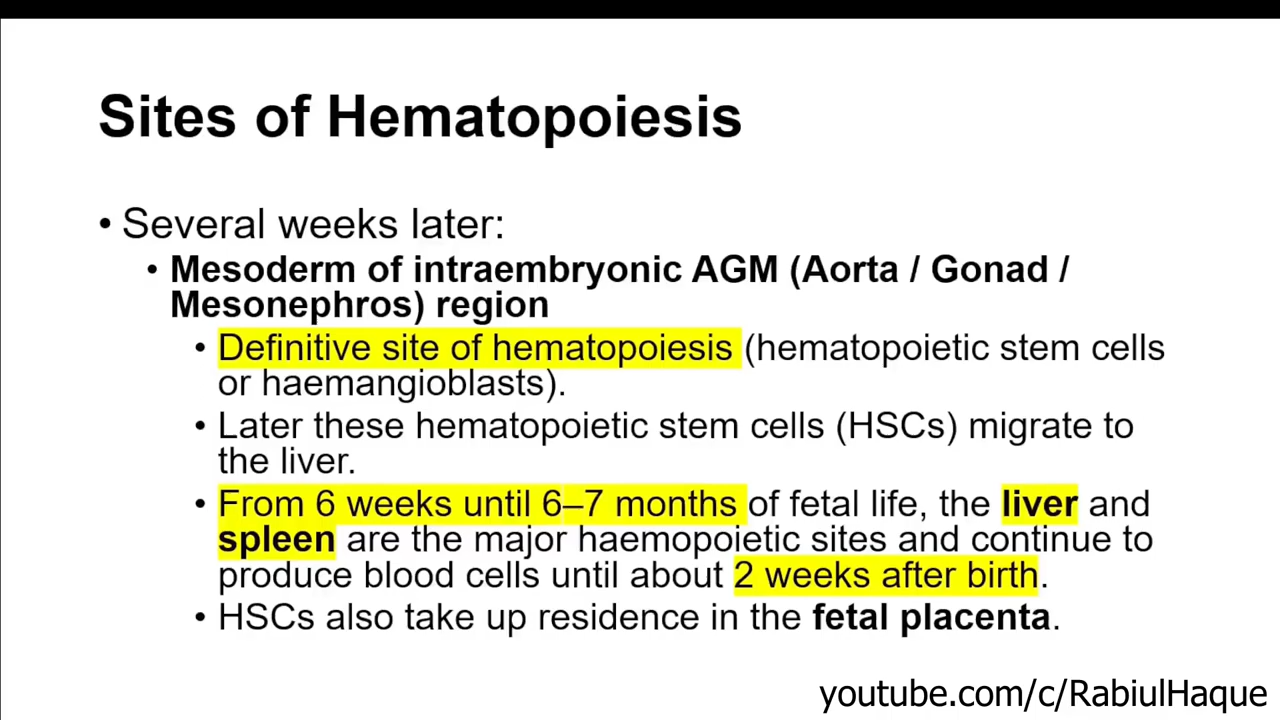 Sites of Hematopoiesis
• Several weeks later:
• Mesoderm of intraembryonic AGM (Aorta / Gonad /
Mesonephros) region
• Definitive site of hematopoiesis (hematopoietic stem cells
or haemangioblasts).
• Later these hematopoietic stem cells (HSCs) migrate to
the liver.
• From 6 weeks until 6–7 months of fetal life, the liver and
spleen are the major haemopoietic sites and continue to
produce blood cells until about 2 weeks after birth.
• HSCs also take up residence in the fetal placenta.
youtube.com/c/RabiulHaque